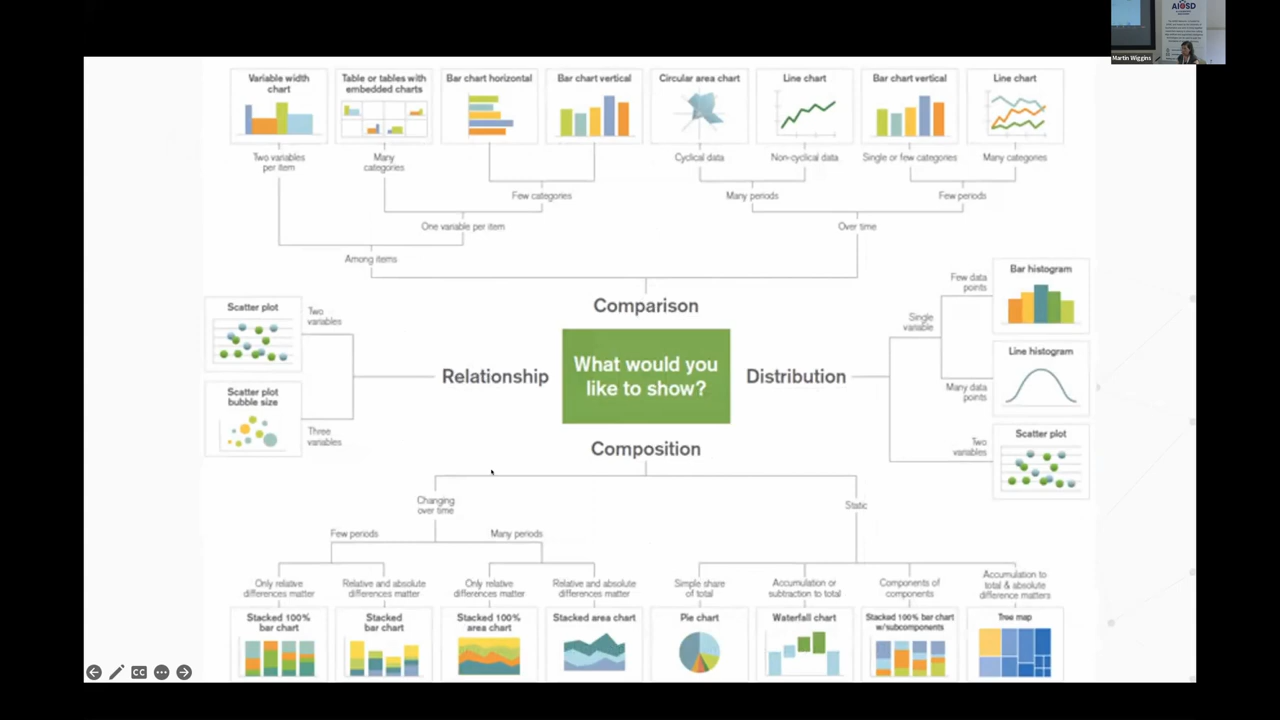 AIOSD
Martin Wiggins
Variable width
chart
Table or tables with
embedded charts
Bar chart horizontal
Bar chart vertical
Circular area chart
Line chart
Bar chart vertical
Line chart
Two variables
per item
Many
categories
Cyclical data
Non-cyclical data
Single or few categories
Many categories
Few categories
Many periods
Few periods
One variable per item
Over time
Among items
Comparison
What would you
like to show?
Relationship
Scatter plot
Two
variables
Scatter plot
bubble size
Three
variables
Distribution
Single
variable
Few data
points
Bar histogram
Many data
points
Line histogram
Two
variables
Scatter plot
Composition
Changing
over time
Static
Few periods
Many periods
Only relative
differences matter
Relative and absolute
differences matter
Only relative
differences matter
Relative and absolute
differences matter
Simple share
of total
Accumulation or
subtraction to total
Components of
components
Accumulation to
total & absolute
difference matters
Stacked 100%
bar chart
Stacked
bar chart
Stacked 100%
area chart
Stacked area chart
Pie chart
Waterfall chart
Stacked 100% bar chart
w/subcomponents
Tree map
CC